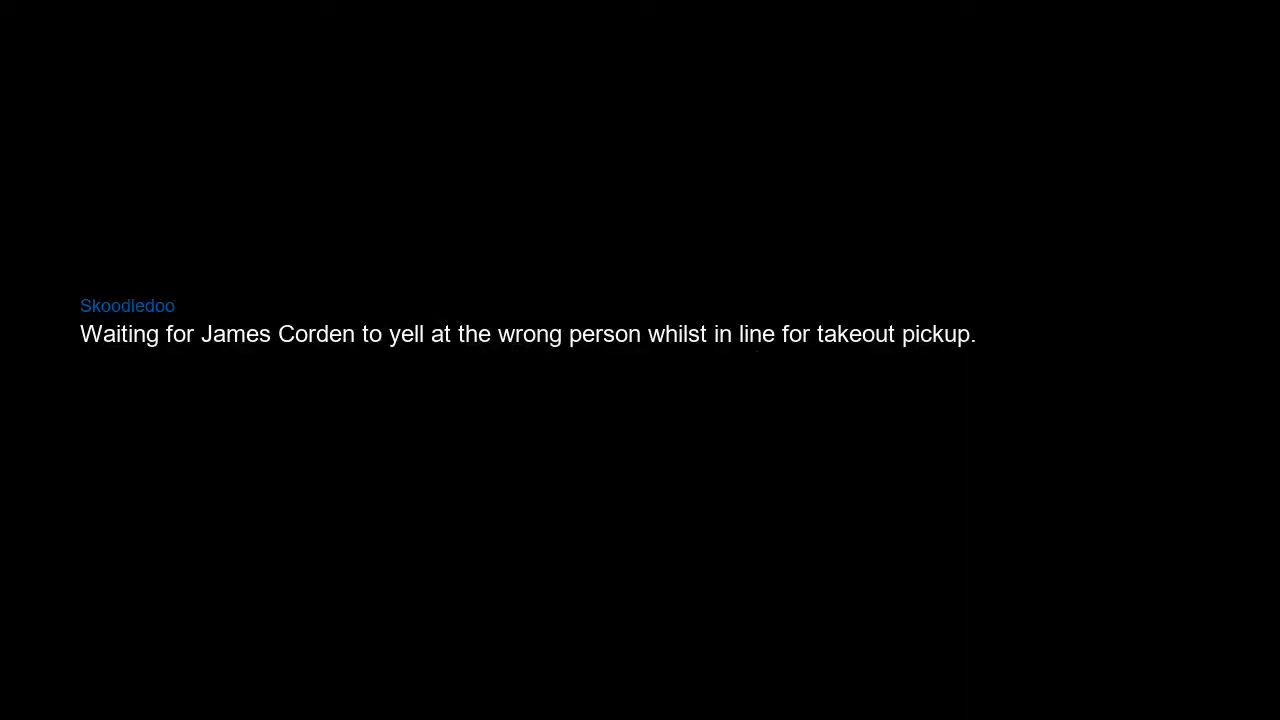 Skoodledoo
Waiting for James Corden to yell at the wrong person whilst in line for takeout pickup.